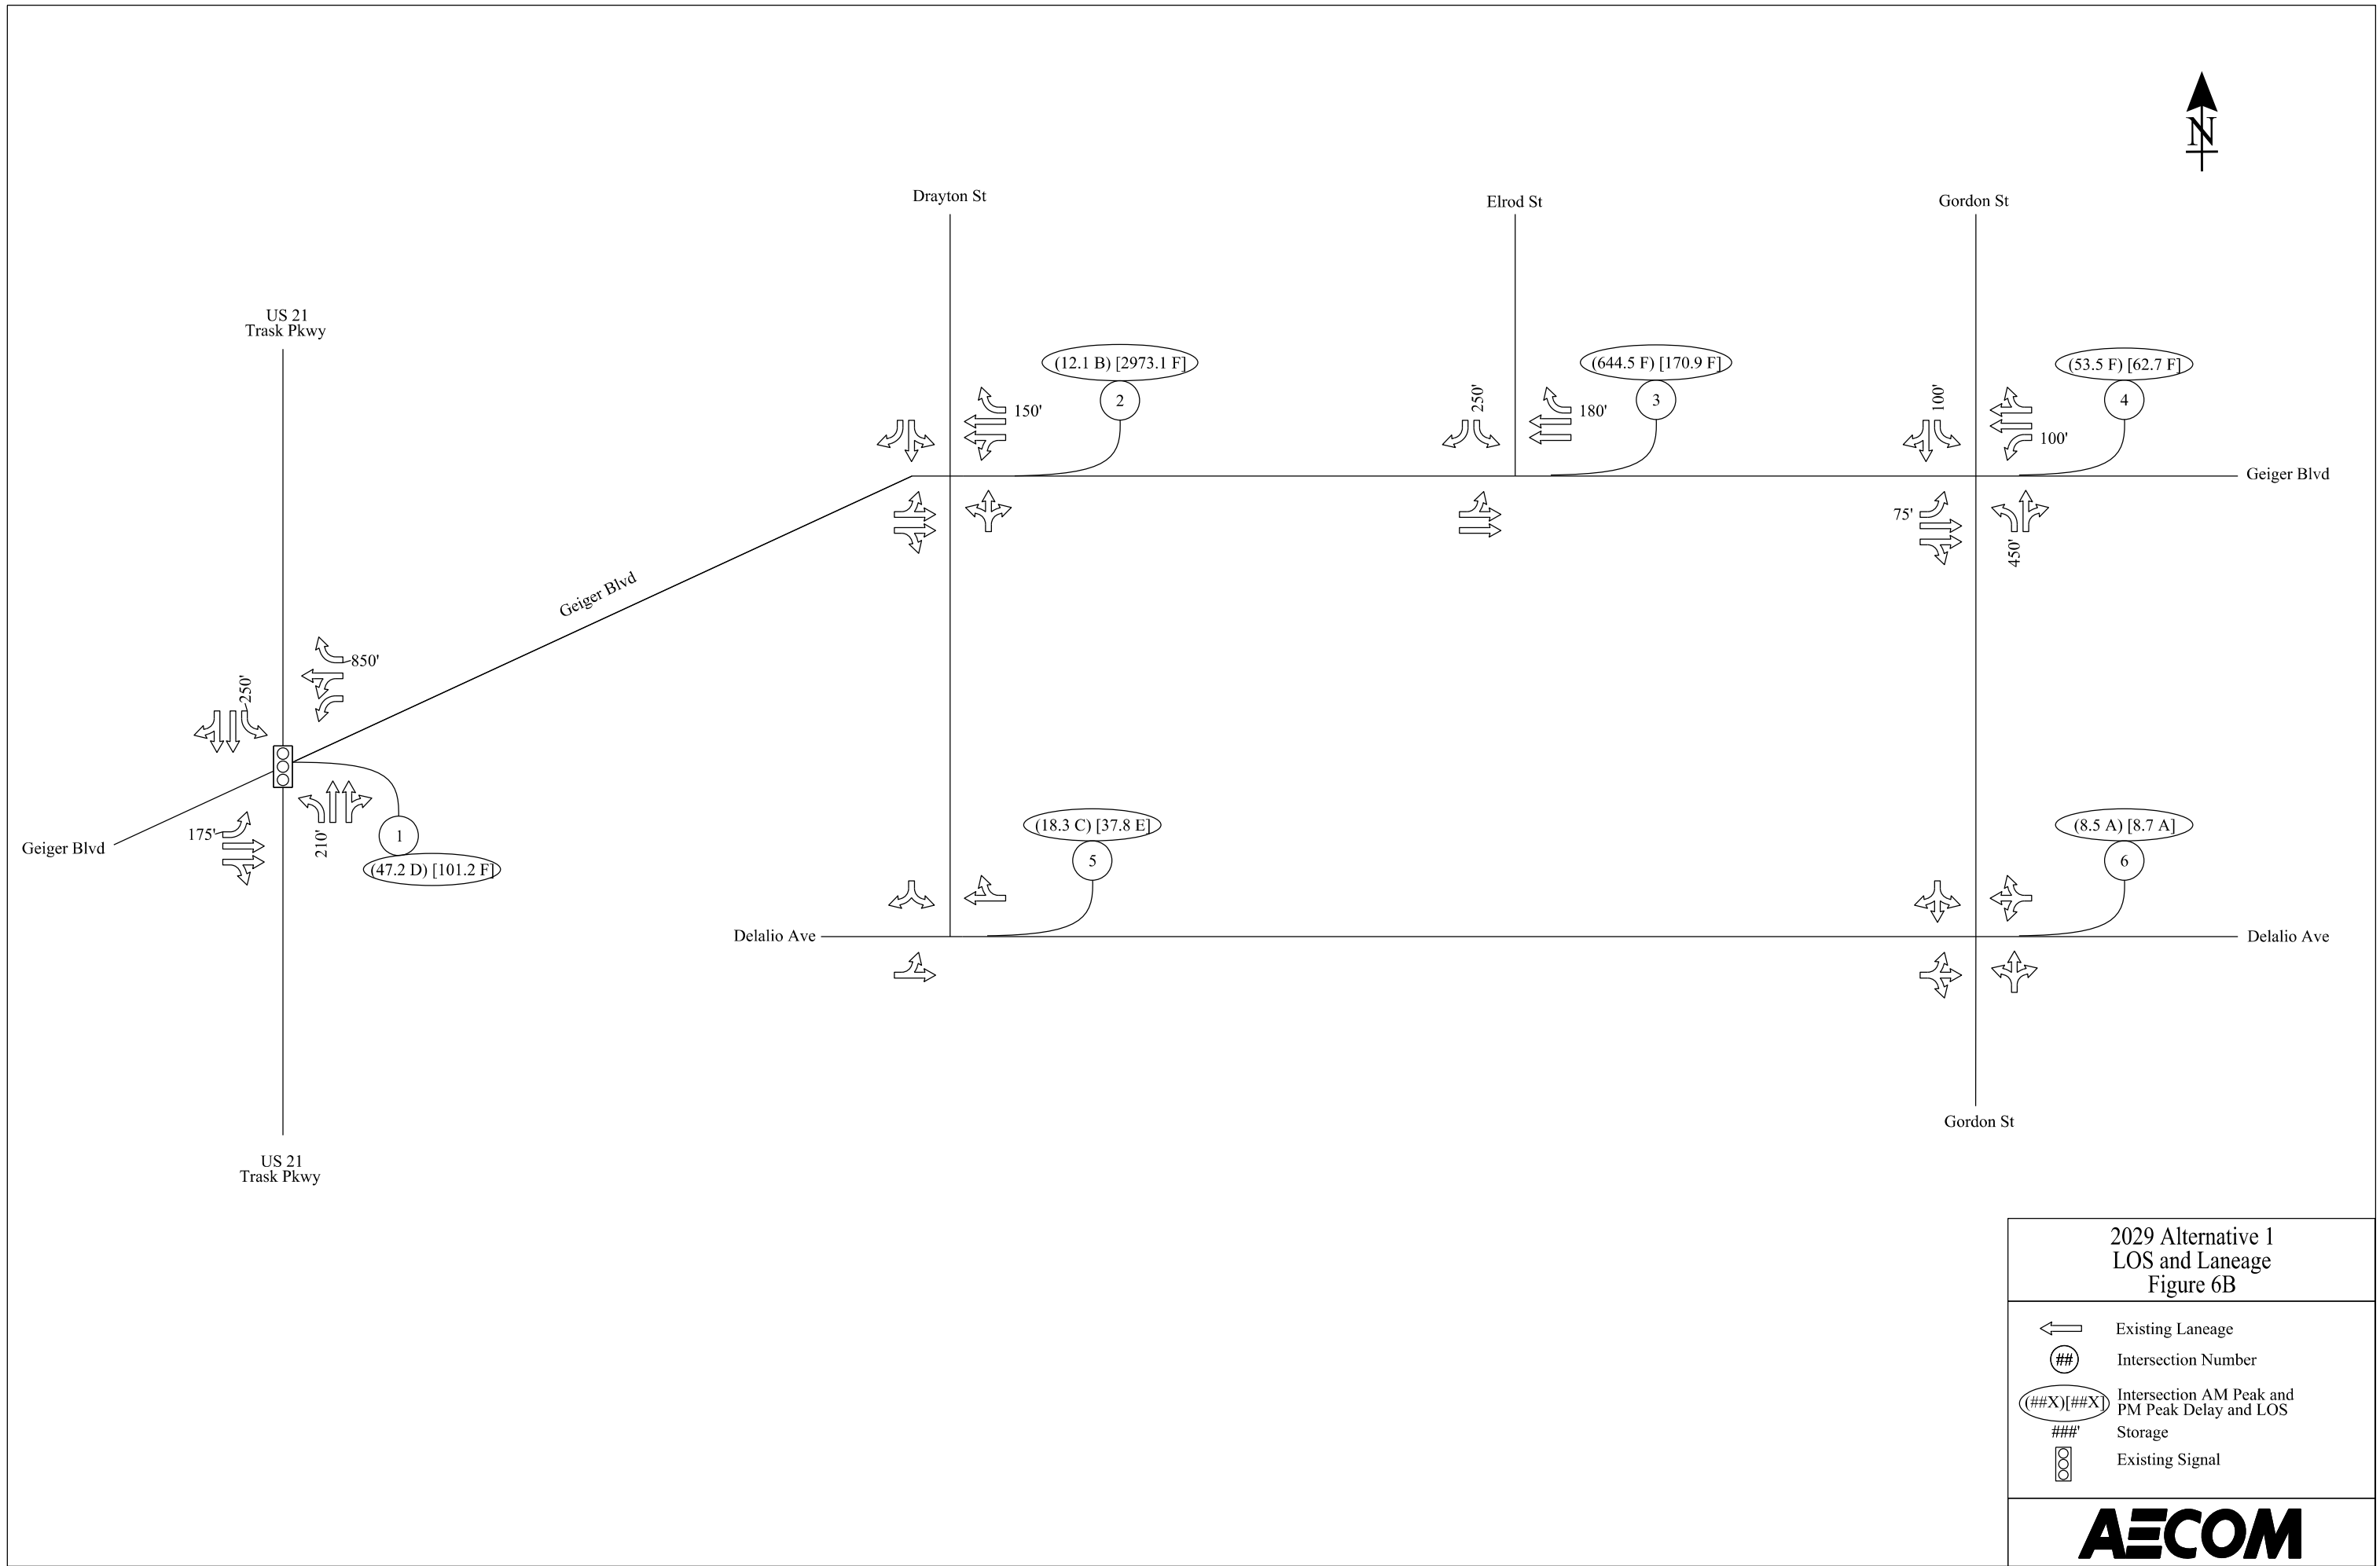 N
Drayton St
Elrod St
Gordon St
US 21
Trask Pkwy
(12.1 B) [2973.1 F]
2
150'
(644.5 F) [170.9 F]
3
250'
180'
(53.5 F) [62.7 F]
4
100'
100'
Geiger Blvd
75'
450'
Geiger Blvd
850'
250'
175'
210'
1
(47.2 D) [101.2 F]
Geiger Blvd
(18.3 C) [37.8 E]
5
(8.5 A) [8.7 A]
6
Delalio Ave
Delalio Ave
Gordon St
US 21
Trask Pkwy
2029 Alternative 1
LOS and Laneage
Figure 6B
Existing Laneage
## Intersection Number
(##X)[##X] Intersection AM Peak and
PM Peak Delay and LOS
###' Storage
Existing Signal
AECOM